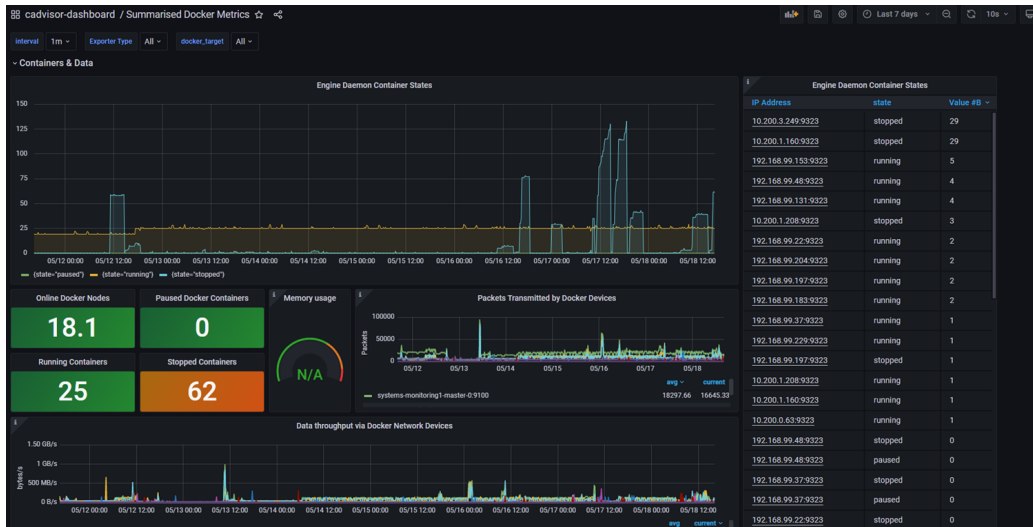 cadvisor-dashboard / Summarised Docker Metrics
Last 7 days 10s
interval 1m Exporter Type All docker_target All
Containers & Data
Engine Daemon Container States
150
125
100
75
50
25
0
05/12 00:00 05/12 12:00 05/13 00:00 05/13 12:00 05/14 00:00 05/14 12:00 05/15 00:00 05/15 12:00 05/16 00:00 05/16 12:00 05/17 00:00 05/17 12:00 05/18 00:00 05/18 12:00
{state="paused"} {state="running"} {state="stopped"}
Online Docker Nodes
18.1
Paused Docker Containers
0
Running Containers
25
Stopped Containers
62
Memory usage
N/A
Packets Transmitted by Docker Devices
Packets
100000
50000
0
05/12 05/13 05/14 05/15 05/16 05/17 05/18
avg current
systems-monitoring1-master-0:9100 18297.66 16645.33
Data throughput via Docker Network Devices
bytes/s
1.50 GB/s
1 GB/s
500 MB/s
0 B/s
05/12 00:00 05/12 12:00 05/13 00:00 05/13 12:00 05/14 00:00 05/14 12:00 05/15 00:00 05/15 12:00 05/16 00:00 05/16 12:00 05/17 00:00 05/17 12:00 05/18 00:00 05/18 12:00
avg current
Engine Daemon Container States
IP Address state Value #B
10.200.3.249:9323 stopped 29
10.200.1.160:9323 stopped 29
192.168.99.153:9323 running 5
192.168.99.48:9323 running 4
192.168.99.131:9323 running 4
10.200.1.208:9323 stopped 3
192.168.99.22:9323 running 2
192.168.99.204:9323 running 2
192.168.99.197:9323 running 2
192.168.99.183:9323 running 2
192.168.99.37:9323 running 1
192.168.99.229:9323 running 1
192.168.99.197:9323 stopped 1
10.200.1.208:9323 running 1
10.200.1.160:9323 running 1
10.200.0.63:9323 running 1
192.168.99.48:9323 stopped 0
192.168.99.48:9323 paused 0
192.168.99.37:9323 stopped 0
192.168.99.37:9323 paused 0
192.168.99.22:9323 stopped 0